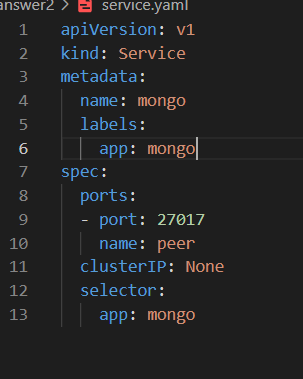 answer2 > service.yaml
1 apiVersion: v1
2 kind: Service
3 metadata:
4   name: mongo
5   labels:
6     app: mongo
7 spec:
8   ports:
9   - port: 27017
10     name: peer
11   clusterIP: None
12   selector:
13     app: mongo